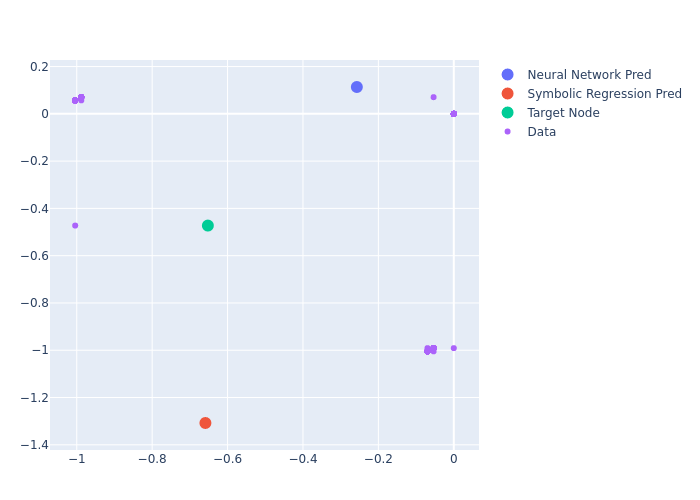 Neural Network Pred
Symbolic Regression Pred
Target Node
Data
0.2
0
−0.2
−0.4
−0.6
−0.8
−1
−1.2
−1.4
−1 −0.8 −0.6 −0.4 −0.2 0